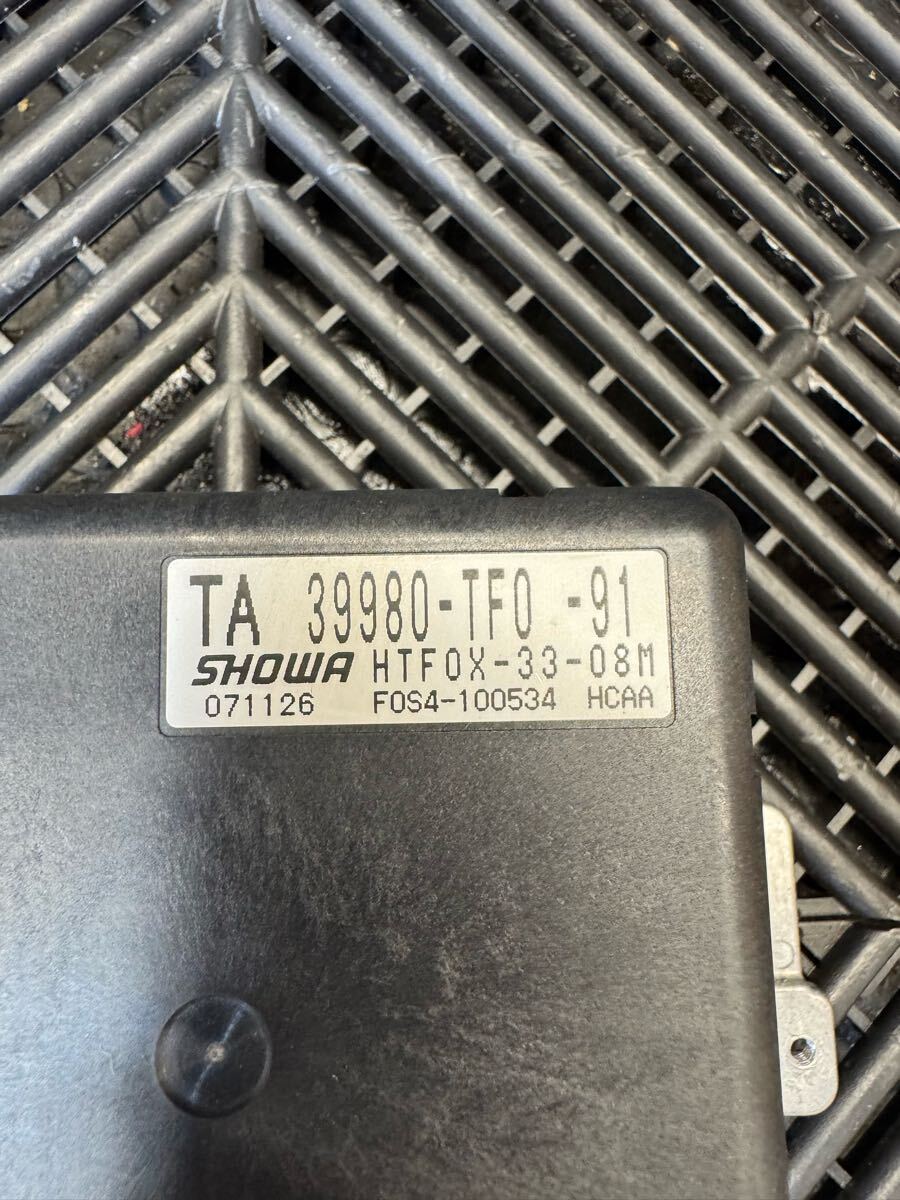 TA 39980-TF0 -91
SHOWA HTF0X-33-08M
071126 F0S4-100534 HCAA